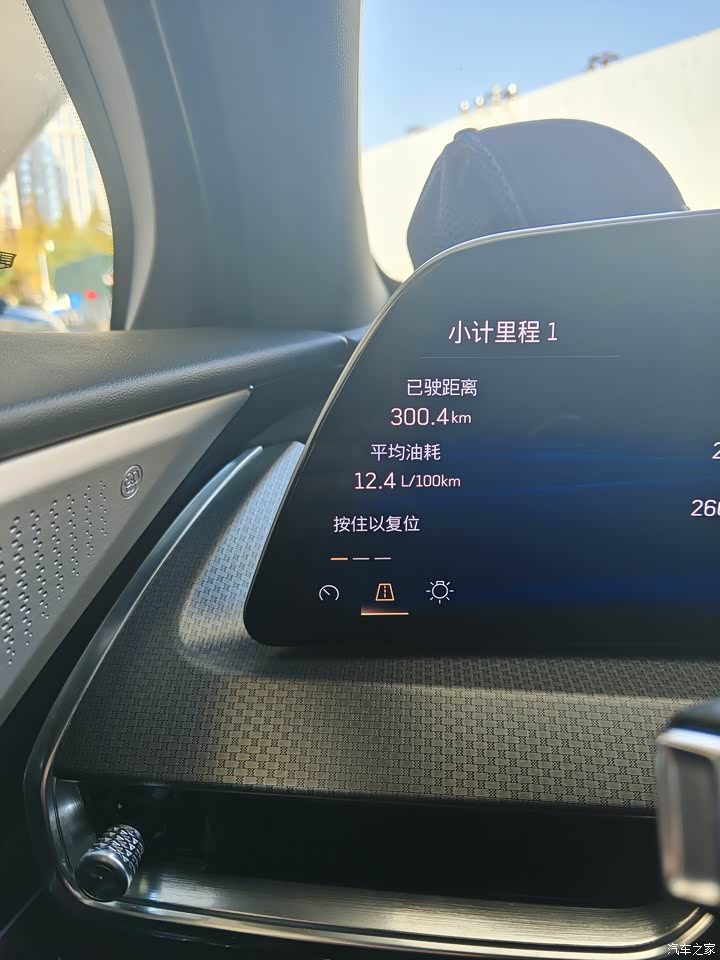 小计里程 1
已驶距离
300.4km
平均油耗
12.4 L/100km
按住以复位
汽车之家